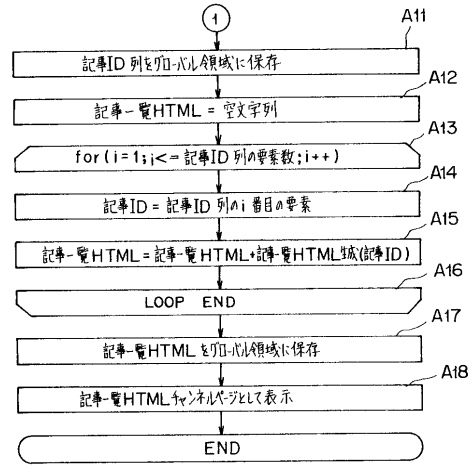 1
A11
記事ID列をグローバル領域に保存
A12
記事一覧HTML=空文字列
A13
for(i=1;i<=記事ID列の要素数;i++)
A14
記事ID=記事ID列のi番目の要素
A15
記事一覧HTML=記事一覧HTML+記事一覧HTML生成(記事ID)
A16
LOOP END
A17
記事一覧HTMLをグローバル領域に保存
A18
記事一覧HTMLチャンネルページとして表示
END